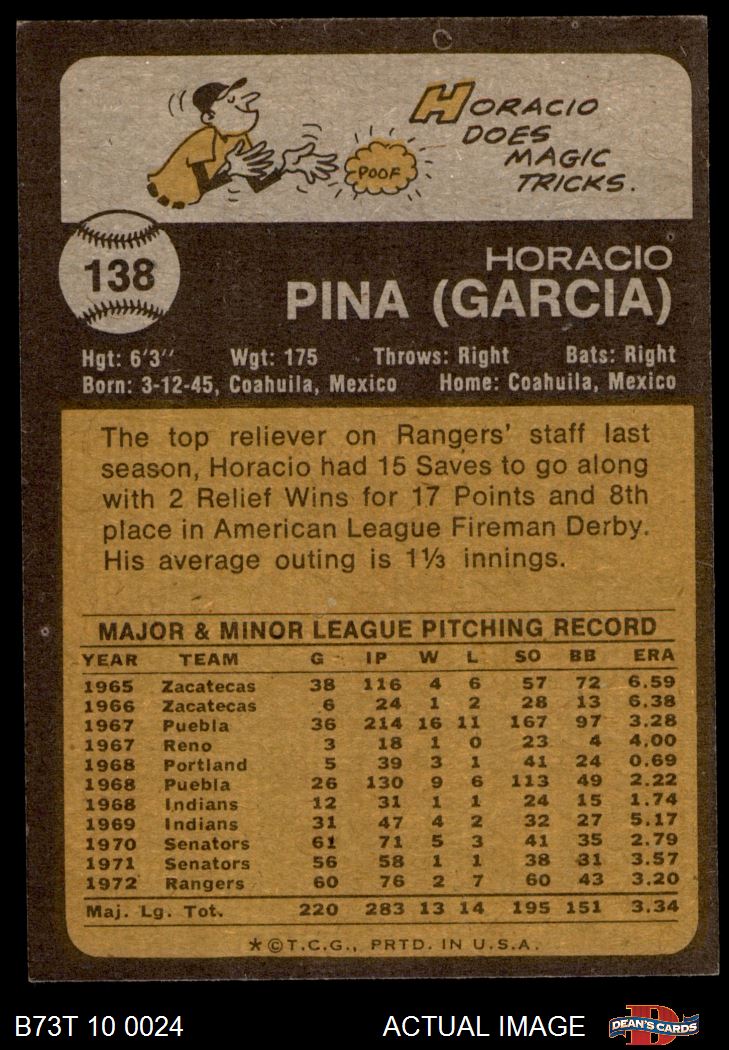 HORACIO
DOES
MAGIC
TRICKS.
POOF
138
HORACIO
PINA (GARCIA)
Hgt: 6'3" Wgt: 175 Throws: Right Bats: Right
Born: 3-12-45, Coahuila, Mexico Home: Coahuila, Mexico
The top reliever on Rangers' staff last
season, Horacio had 15 Saves to go along
with 2 Relief Wins for 17 Points and 8th
place in American League Fireman Derby.
His average outing is 1⅓ innings.
MAJOR & MINOR LEAGUE PITCHING RECORD
YEAR TEAM G IP W L SO BB ERA
1965 Zacatecas 38 116 4 6 57 72 6.59
1966 Zacatecas 6 24 1 2 28 13 6.38
1967 Puebla 36 214 16 11 167 97 3.28
1967 Reno 3 18 1 0 23 4 4.00
1968 Portland 5 39 3 1 41 24 0.69
1968 Puebla 26 130 9 6 113 49 2.22
1968 Indians 12 31 1 1 24 15 1.74
1969 Indians 31 47 4 2 32 27 5.17
1970 Senators 61 71 5 3 41 35 2.79
1971 Senators 56 58 1 1 38 31 3.57
1972 Rangers 60 76 2 7 60 43 3.20
Maj. Lg. Tot. 220 283 13 14 195 151 3.34
*©T.C.G., PRTD. IN U.S.A.
B73T 10 0024 ACTUAL IMAGE DEAN'S CARDS